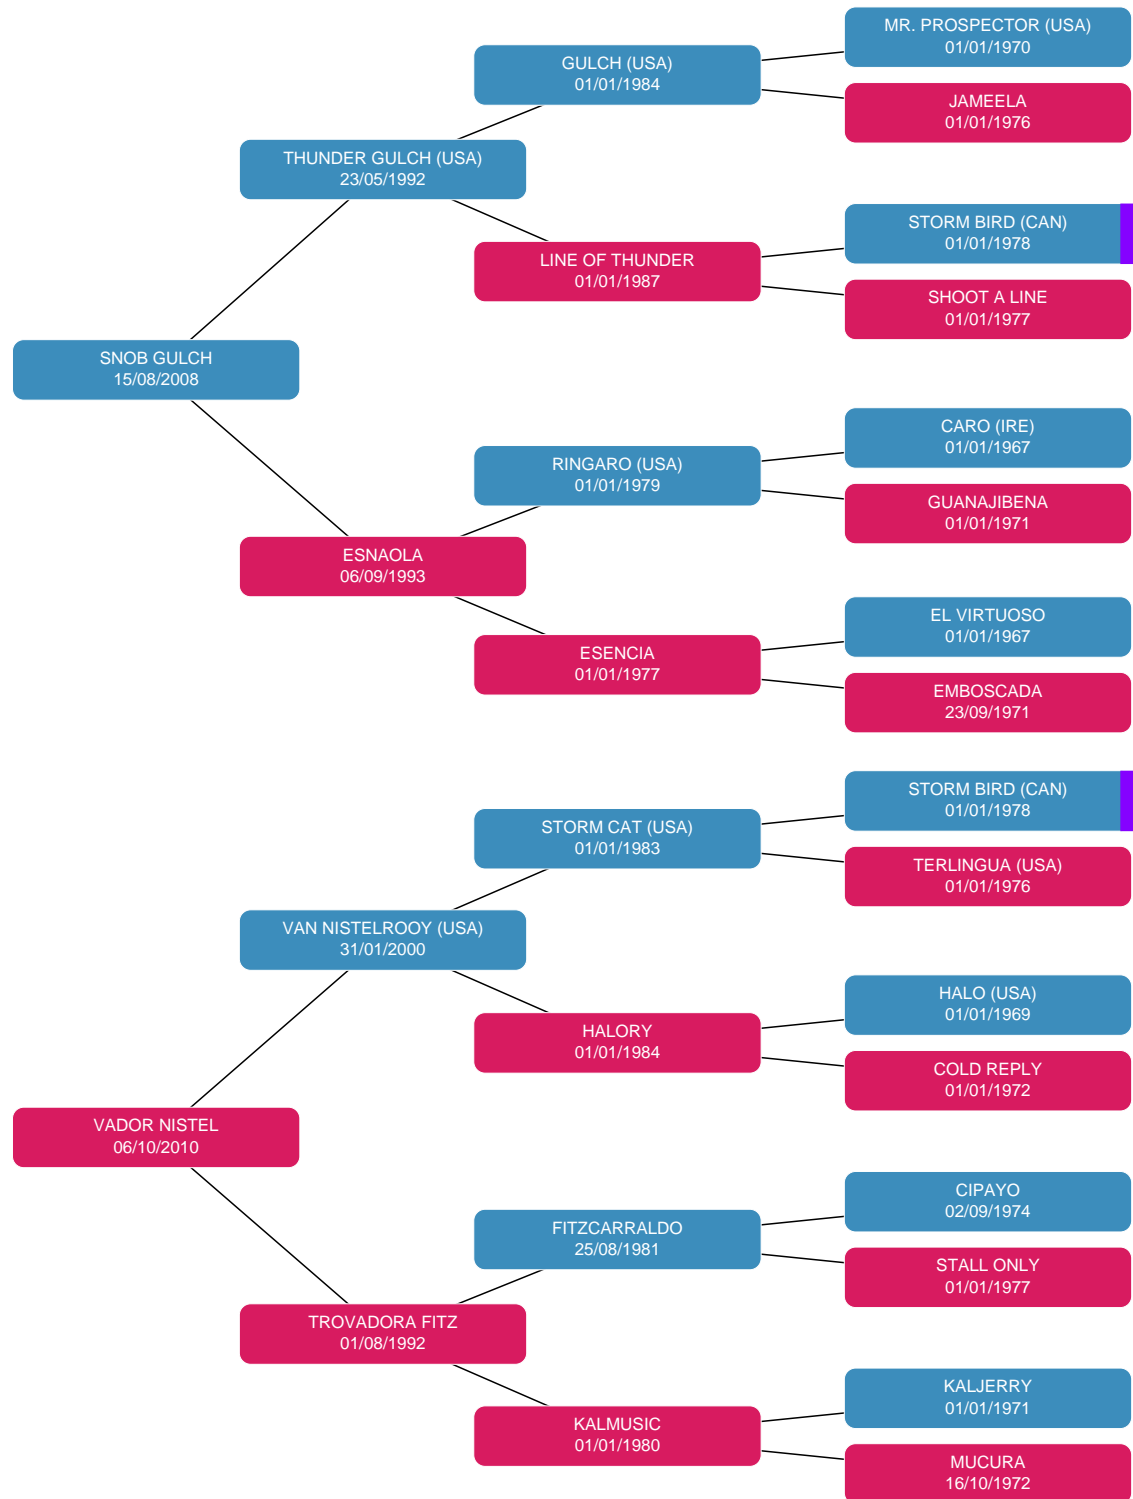 MR. PROSPECTOR (USA)
01/01/1970
GULCH (USA)
01/01/1984
JAMEELA
01/01/1976
THUNDER GULCH (USA)
23/05/1992
STORM BIRD (CAN)
01/01/1978
LINE OF THUNDER
01/01/1987
SHOOT A LINE
01/01/1977
SNOB GULCH
15/08/2008
CARO (IRE)
01/01/1967
RINGARO (USA)
01/01/1979
GUANAJIBENA
01/01/1971
ESNAOLA
06/09/1993
EL VIRTUOSO
01/01/1967
ESENCIA
01/01/1977
EMBOSCADA
23/09/1971
STORM BIRD (CAN)
01/01/1978
STORM CAT (USA)
01/01/1983
TERLINGUA (USA)
01/01/1976
VAN NISTELROOY (USA)
31/01/2000
HALO (USA)
01/01/1969
HALORY
01/01/1984
COLD REPLY
01/01/1972
VADOR NISTEL
06/10/2010
CIPAYO
02/09/1974
FITZCARRALDO
25/08/1981
STALL ONLY
01/01/1977
TROVADORA FITZ
01/08/1992
KALJERRY
01/01/1971
KALMUSIC
01/01/1980
MUCURA
16/10/1972